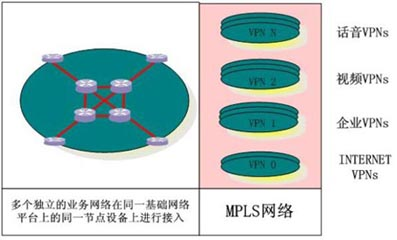 VPN N
话音VPNs
VPN 2
视频VPNs
VPN 1
企业VPNs
VPN 0
INTERNET
VPNs
多个独立的业务网络在同一基础网络
平台上的同一节点设备上进行接入
MPLS网络